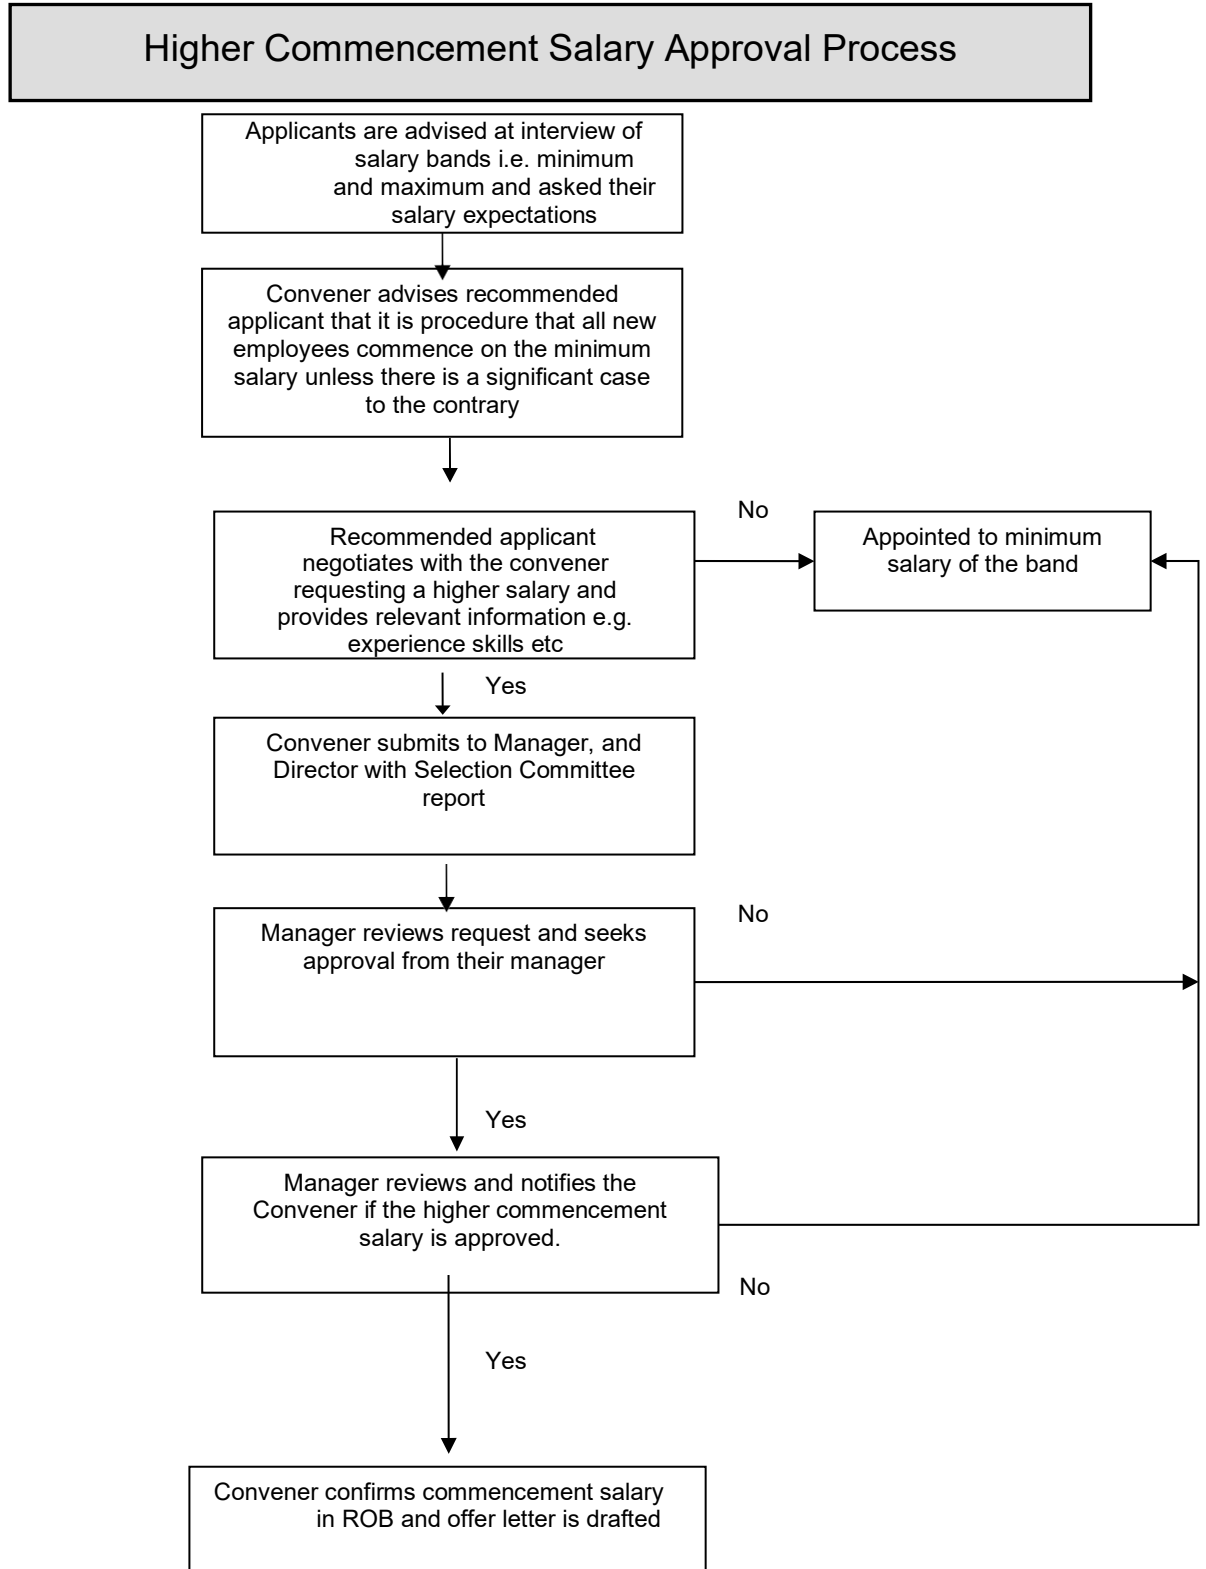 Higher Commencement Salary Approval Process
Applicants are advised at interview of
salary bands i.e. minimum
and maximum and asked their
salary expectations
Convener advises recommended
applicant that it is procedure that all new
employees commence on the minimum
salary unless there is a significant case
to the contrary
No
Recommended applicant
negotiates with the convener
requesting a higher salary and
provides relevant information e.g.
experience skills etc
Appointed to minimum
salary of the band
Yes
Convener submits to Manager, and
Director with Selection Committee
report
No
Manager reviews request and seeks
approval from their manager
Yes
Manager reviews and notifies the
Convener if the higher commencement
salary is approved.
No
Yes
Convener confirms commencement salary
in ROB and offer letter is drafted